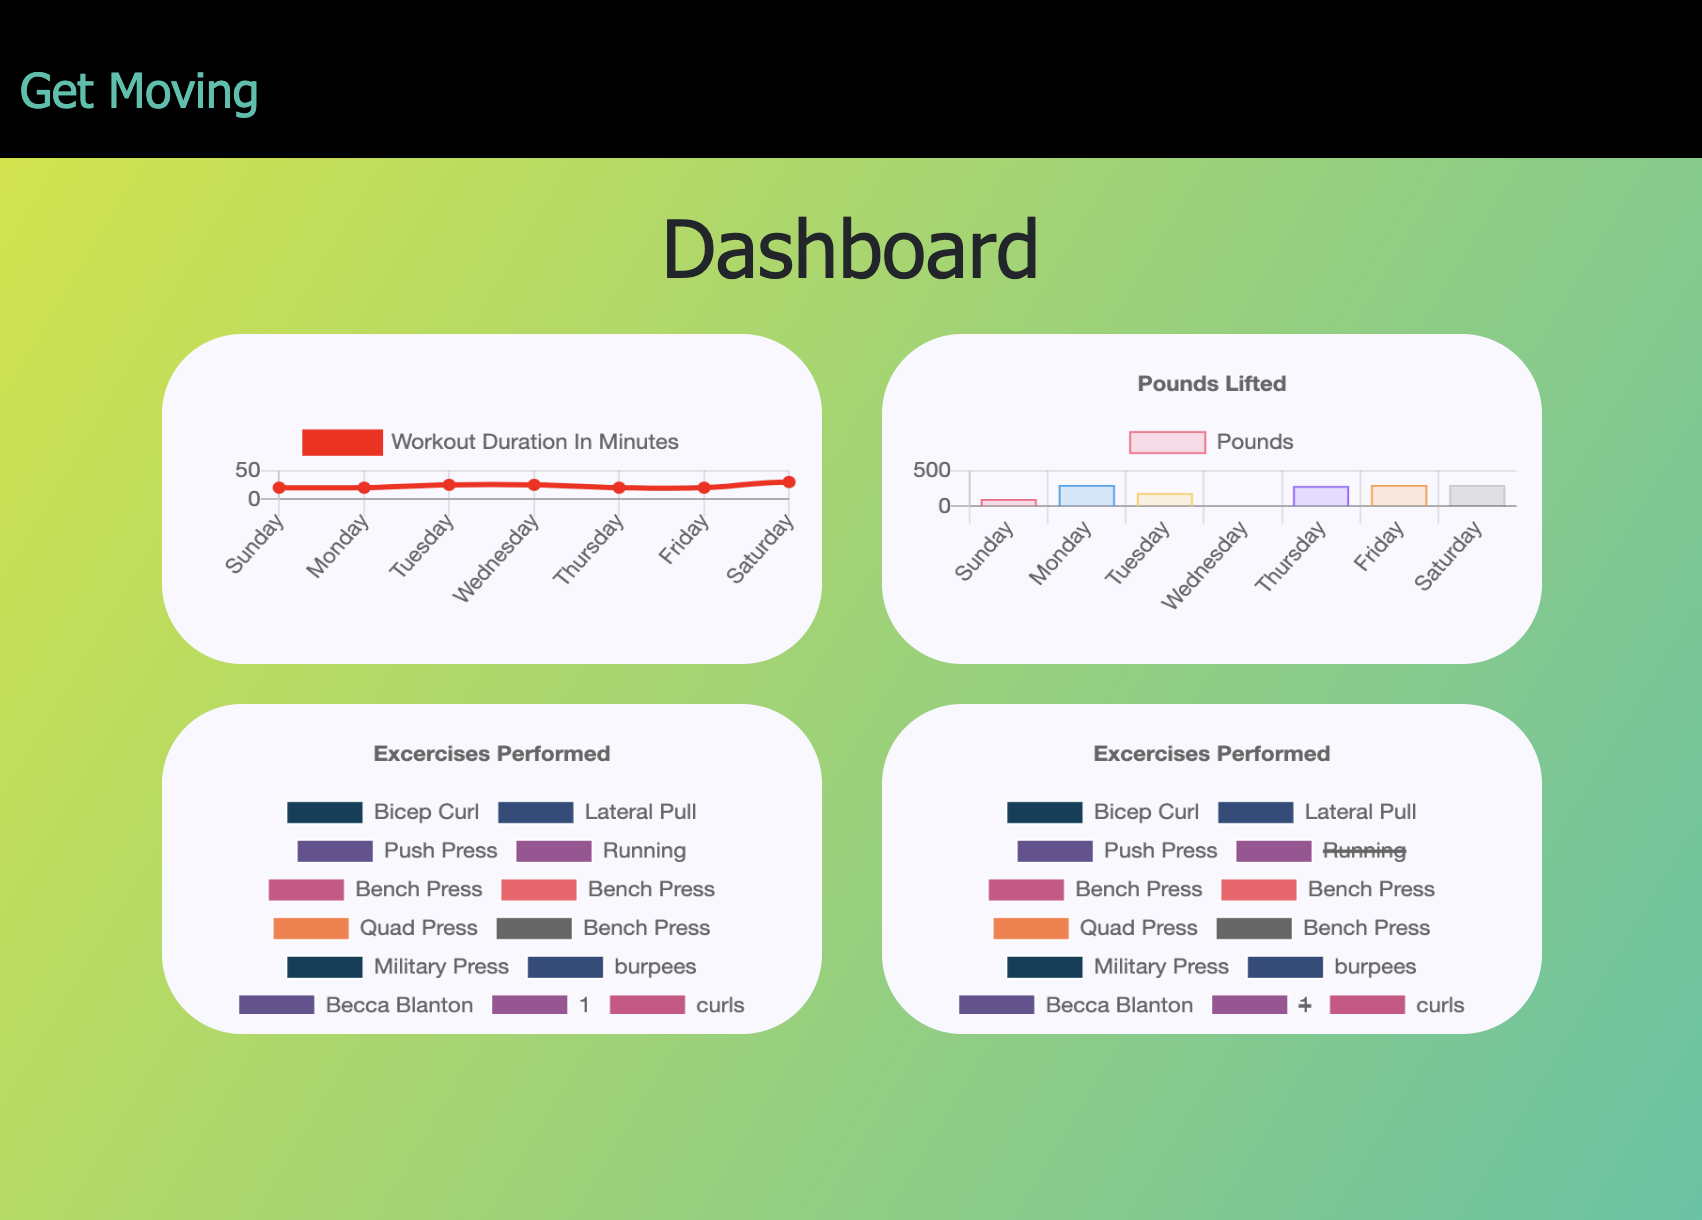 Get Moving
Dashboard
Workout Duration In Minutes
50
0
Sunday Monday Tuesday Wednesday Thursday Friday Saturday
Pounds Lifted
Pounds
500
0
Sunday Monday Tuesday Wednesday Thursday Friday Saturday
Excercises Performed
Bicep Curl Lateral Pull
Push Press Running
Bench Press Bench Press
Quad Press Bench Press
Military Press burpees
Becca Blanton 1 curls
Excercises Performed
Bicep Curl Lateral Pull
Push Press Running
Bench Press Bench Press
Quad Press Bench Press
Military Press burpees
Becca Blanton 1 curls